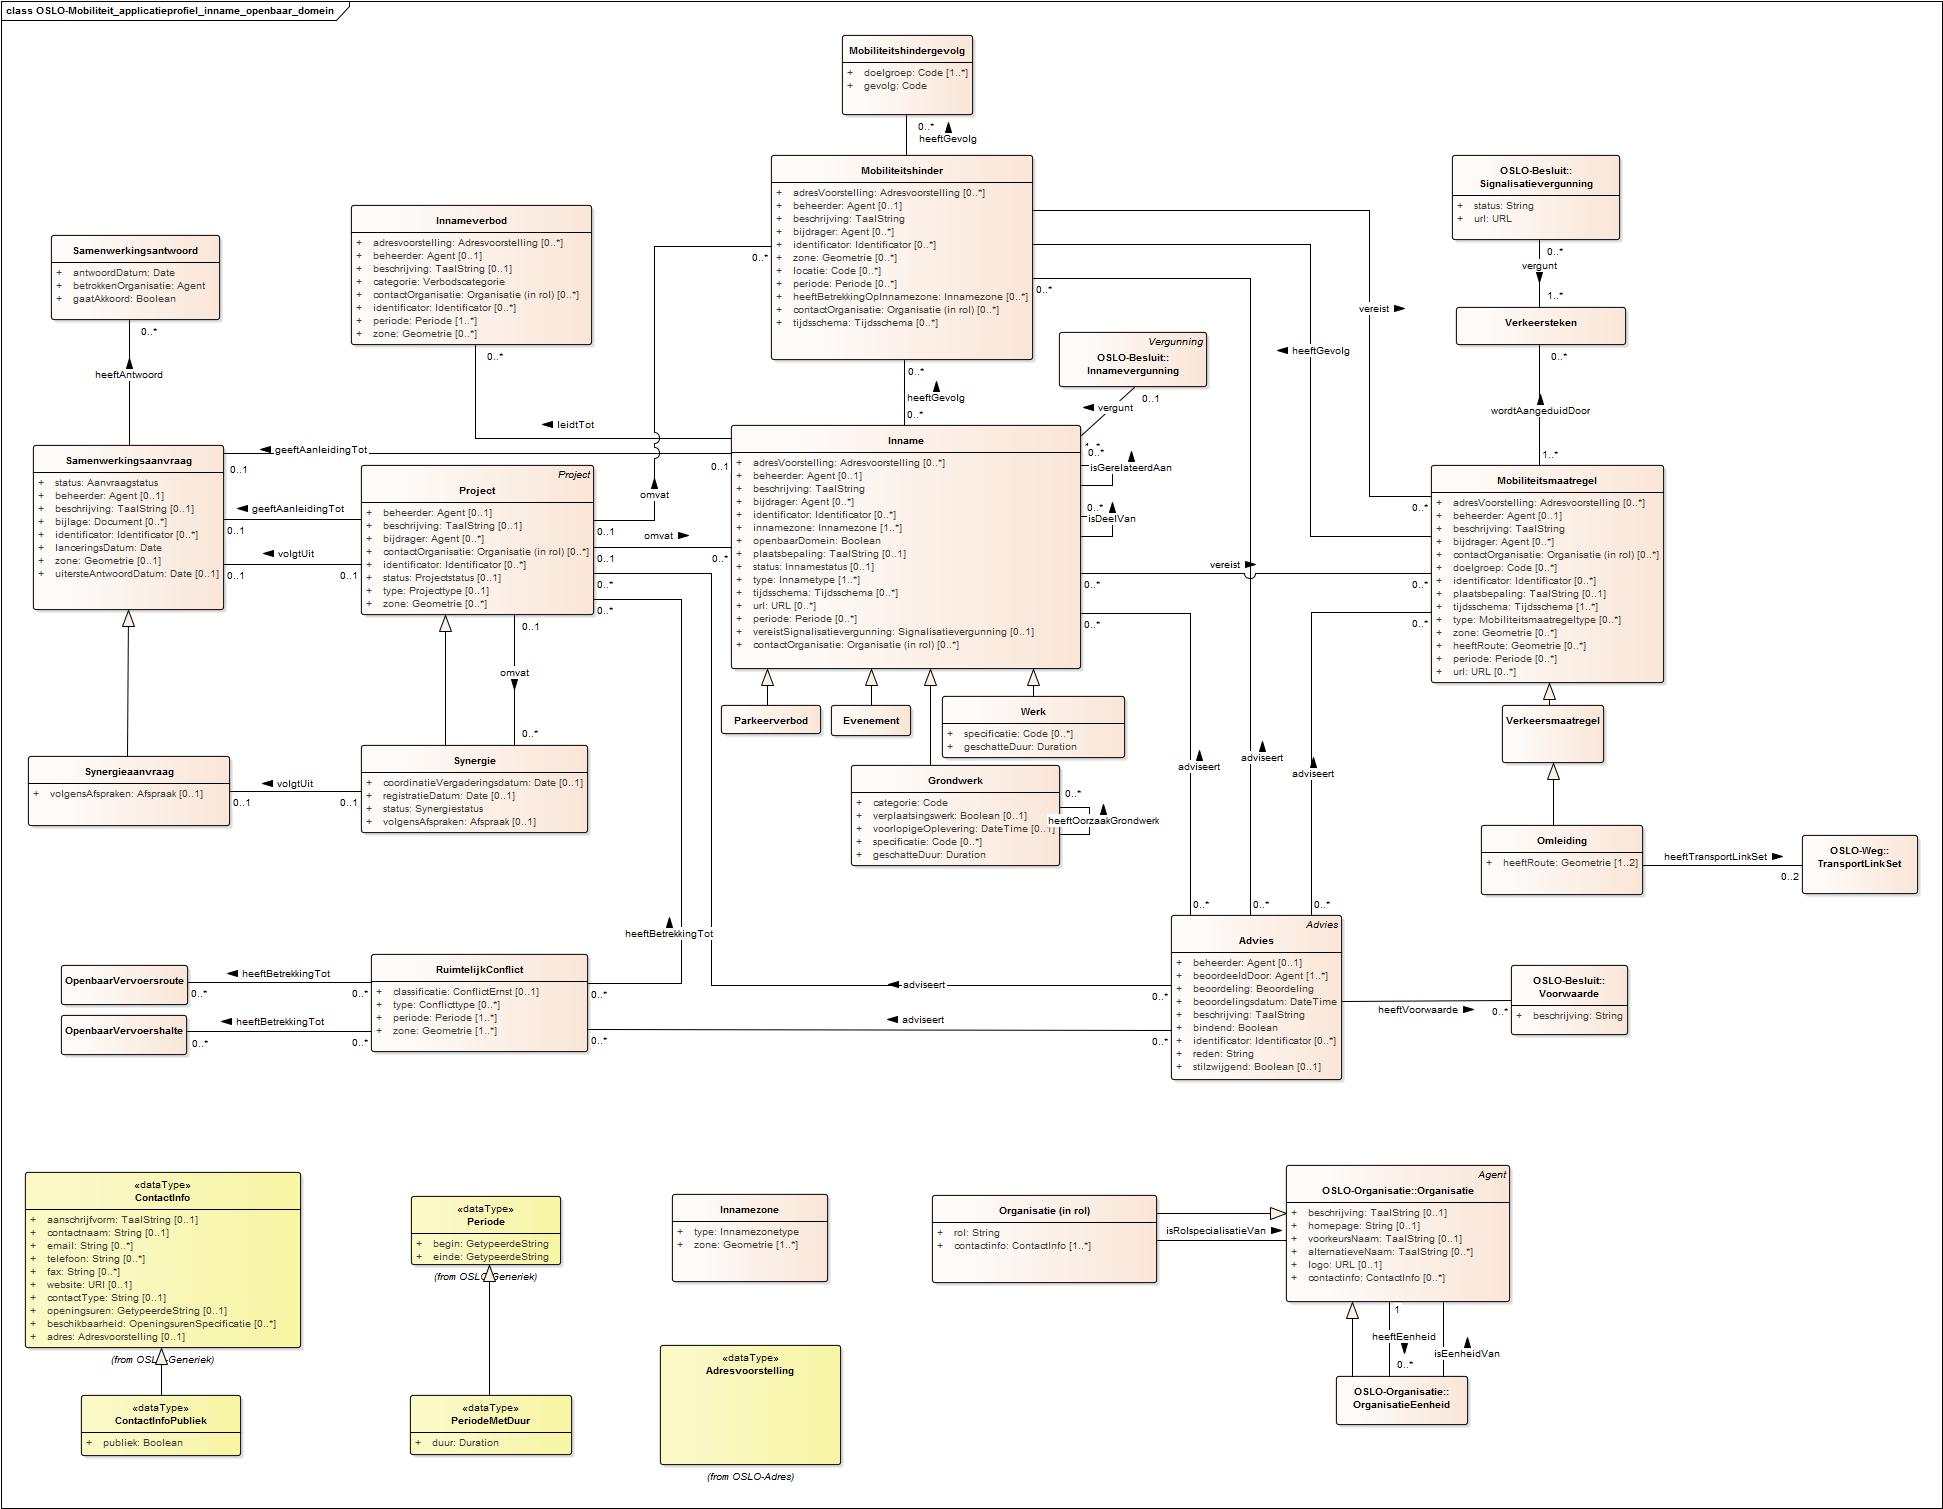 class OSLO-Mobiliteit_applicatieprofiel_inname_openbaar_domein
Mobiliteitshindergevolg
+ doelgroep: Code [1..*]
+ gevolg: Code
0..*
heeftGevolg
Mobiliteitshinder
+ adresVoorstelling: Adresvoorstelling [0..*]
+ beheerder: Agent [0..1]
+ beschrijving: TaalString
+ bijdrager: Agent [0..*]
+ identificator: Identificator [0..*]
+ zone: Geometrie [0..*]
+ locatie: Code [0..*]
+ periode: Periode [0..*]
+ heeftBetrekkingOpInnamezone: Innamezone [0..*]
+ contactOrganisatie: Organisatie (in rol) [0..*]
+ tijdsschema: Tijdsschema [0..*]
0..*
0..*
OSLO-Besluit::
Signalisatievergunning
+ status: String
+ url: URL
0..*
vergunt
1..*
Verkeersteken
0..*
wordtAangeduidDoor
1..*
Samenwerkingsantwoord
+ antwoordDatum: Date
+ betrokkenOrganisatie: Agent
+ gaatAkkoord: Boolean
0..*
heeftAntwoord
Innameverbod
+ adresvoorstelling: Adresvoorstelling [0..*]
+ beheerder: Agent [0..1]
+ beschrijving: TaalString [0..1]
+ categorie: Verbodscategorie
+ contactOrganisatie: Organisatie (in rol) [0..*]
+ identificator: Identificator [0..*]
+ periode: Periode [1..*]
+ zone: Geometrie [0..*]
0..*
leidtTot
vereist
heeftGevolg
Vergunning
OSLO-Besluit::
Innamevergunning
0..1
vergunt
0..*
heeftGevolg
0..*
Samenwerkingsaanvraag
+ status: Aanvraagstatus
+ beheerder: Agent [0..1]
+ beschrijving: TaalString [0..1]
+ bijlage: Document [0..*]
+ identificator: Identificator [0..*]
+ lanceringsDatum: Date
+ zone: Geometrie [0..1]
+ uitersteAntwoordDatum: Date [0..1]
geeftAanleidingTot
0..1
0..1
geeftAanleidingTot
0..1
volgtUit
0..1
0..1
Project
Project
+ beheerder: Agent [0..1]
+ beschrijving: TaalString [0..1]
+ bijdrager: Agent [0..*]
+ contactOrganisatie: Organisatie (in rol) [0..*]
+ identificator: Identificator [0..*]
+ status: Projectstatus [0..1]
+ type: Projecttype [0..1]
+ zone: Geometrie [0..*]
omvat
0..1
omvat
0..1
0..*
0..*
0..*
Inname
+ adresVoorstelling: Adresvoorstelling [0..*]
+ beheerder: Agent [0..1]
+ beschrijving: TaalString
+ bijdrager: Agent [0..*]
+ identificator: Identificator [0..*]
+ innamezone: Innamezone [1..*]
+ openbaarDomein: Boolean
+ plaatsbepaling: TaalString [0..1]
+ status: Innamestatus [0..1]
+ type: Innametype [1..*]
+ tijdsschema: Tijdsschema [0..*]
+ url: URL [0..*]
+ periode: Periode [0..*]
+ vereistSignalisatievergunning: Signalisatievergunning [0..1]
+ contactOrganisatie: Organisatie (in rol) [0..*]
0..*
isGerelateerdAan
0..*
isDeelVan
vereist
0..*
0..*
Mobiliteitsmaatregel
+ adresVoorstelling: Adresvoorstelling [0..*]
+ beheerder: Agent [0..1]
+ beschrijving: TaalString
+ bijdrager: Agent [0..*]
+ contactOrganisatie: Organisatie (in rol) [0..*]
+ doelgroep: Code [0..*]
+ identificator: Identificator [0..*]
+ plaatsbepaling: TaalString [0..1]
+ tijdsschema: Tijdsschema [1..*]
+ type: Mobiliteitsmaatregeltype [0..*]
+ zone: Geometrie [0..*]
+ heeftRoute: Geometrie [0..*]
+ periode: Periode [0..*]
+ url: URL [0..*]
0..*
0..*
0..*
0..1
omvat
0..*
Parkeerverbod
Evenement
Werk
+ specificatie: Code [0..*]
+ geschatteDuur: Duration
Verkeersmaatregel
Synergieaanvraag
+ volgensAfspraken: Afspraak [0..1]
volgtUit
0..1
0..1
Synergie
+ coordinatieVergaderingsdatum: Date [0..1]
+ registratieDatum: Date [0..1]
+ status: Synergiestatus
+ volgensAfspraken: Afspraak [0..1]
Grondwerk
+ categorie: Code
+ verplaatsingswerk: Boolean [0..1]
+ voorlopigeOplevering: DateTime [0..1]
+ specificatie: Code [0..*]
+ geschatteDuur: Duration
0..*
heeftOorzaakGrondwerk
adviseert
adviseert
adviseert
Omleiding
+ heeftRoute: Geometrie [1..2]
heeftTransportLinkSet
0..2
OSLO-Weg::
TransportLinkSet
0..*
0..*
0..*
Advies
Advies
+ beheerder: Agent [0..1]
+ beoordeeldDoor: Agent [1..*]
+ beoordeling: Beoordeling
+ beoordelingsdatum: DateTime
+ beschrijving: TaalString
+ bindend: Boolean
+ identificator: Identificator [0..*]
+ reden: String
+ stilzwijgend: Boolean [0..1]
heeftVoorwaarde
0..*
OSLO-Besluit::
Voorwaarde
+ beschrijving: String
heeftBetrekkingTot
OpenbaarVervoersroute
heeftBetrekkingTot
0..*
0..*
OpenbaarVervoershalte
heeftBetrekkingTot
0..*
0..*
RuimtelijkConflict
+ classificatie: ConflictErnst [0..1]
+ type: Conflicttype [0..*]
+ periode: Periode [1..*]
+ zone: Geometrie [1..*]
0..*
adviseert
0..*
adviseert
0..*
0..*
«dataType»
ContactInfo
+ aanschrijfvorm: TaalString [0..1]
+ contactnaam: String [0..1]
+ email: String [0..*]
+ telefoon: String [0..*]
+ fax: String [0..*]
+ website: URI [0..1]
+ contactType: String [0..1]
+ openingsuren: GetypeerdeString [0..1]
+ beschikbaarheid: OpeningsurenSpecificatie [0..*]
+ adres: Adresvoorstelling [0..1]
(from OSLO-Generiek)
«dataType»
ContactInfoPubliek
+ publiek: Boolean
«dataType»
Periode
+ begin: GetypeerdeString
+ einde: GetypeerdeString
(from OSLO-Generiek)
«dataType»
PeriodeMetDuur
+ duur: Duration
Innamezone
+ type: Innamezonetype
+ zone: Geometrie [1..*]
«dataType»
Adresvoorstelling
(from OSLO-Adres)
Organisatie (in rol)
+ rol: String
+ contactinfo: ContactInfo [1..*]
isRolspecialisatieVan
Agent
OSLO-Organisatie::Organisatie
+ beschrijving: TaalString [0..1]
+ homepage: String [0..1]
+ voorkeursNaam: TaalString [0..1]
+ alternatieveNaam: TaalString [0..*]
+ logo: URL [0..1]
+ contactinfo: ContactInfo [0..*]
1
heeftEenheid
0..*
isEenheidVan
OSLO-Organisatie::
OrganisatieEenheid